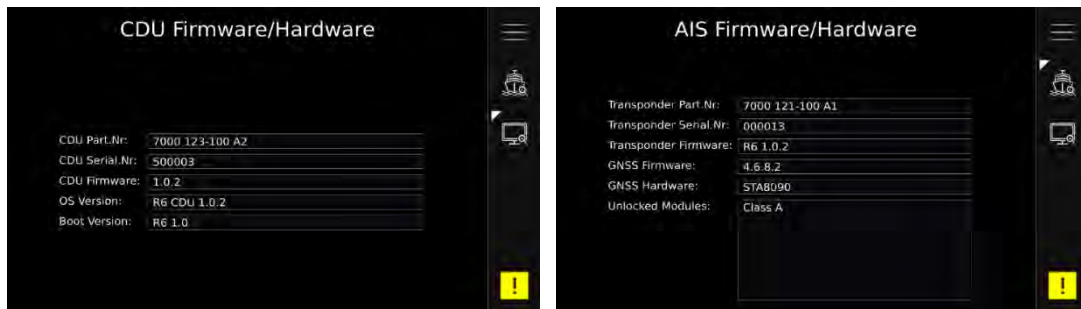 CDU Firmware/Hardware
CDU Part.Nr: 7000 123-100 A2
CDU Serial.Nr: 500003
CDU Firmware: 1.0.2
OS Version: R6 CDU 1.0.2
Boot Version: R6 1.0
!
AIS Firmware/Hardware
Transponder Part.Nr: 7000 121-100 A1
Transponder Serial.Nr: 000013
Transponder Firmware: R6 1.0.2
GNSS Firmware: 4.6.8.2
GNSS Hardware: STA8090
Unlocked Modules: Class A
!